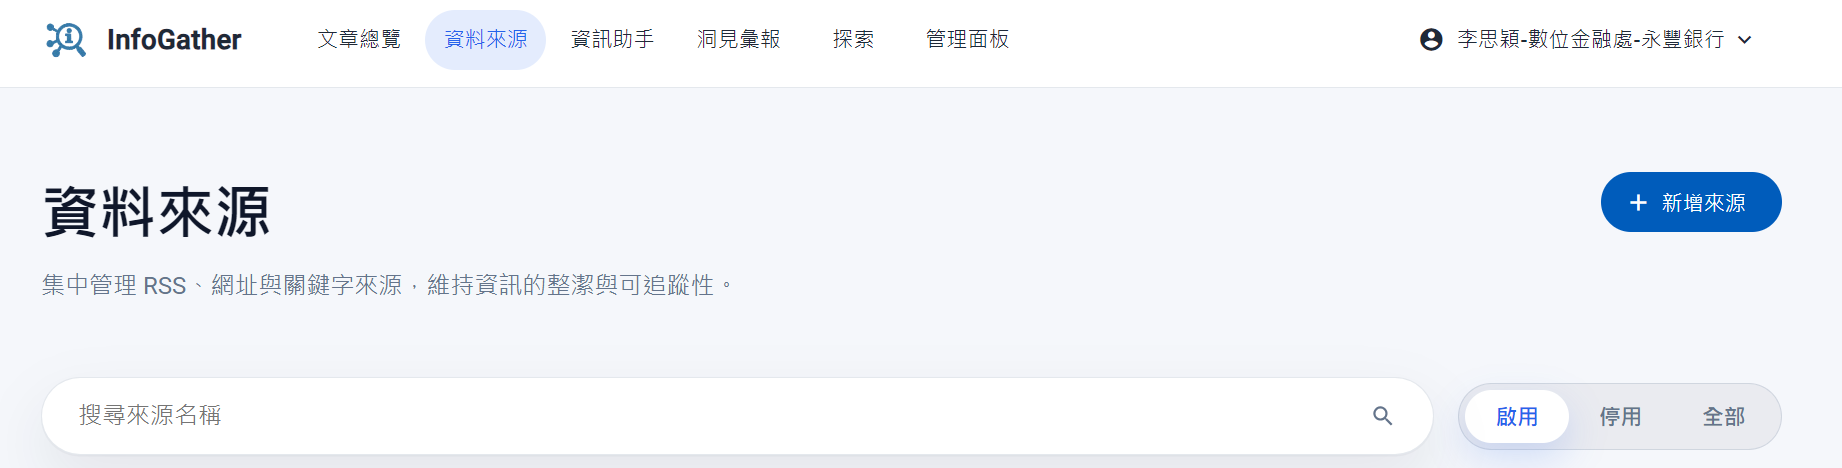 InfoGather 文章總覽 資料來源 資訊助手 洞見彙報 探索 管理面板 李思穎-數位金融處-永豐銀行
資料來源
+ 新增來源
集中管理 RSS、網址與關鍵字來源，維持資訊的整潔與可追蹤性。
搜尋來源名稱 啟用 停用 全部